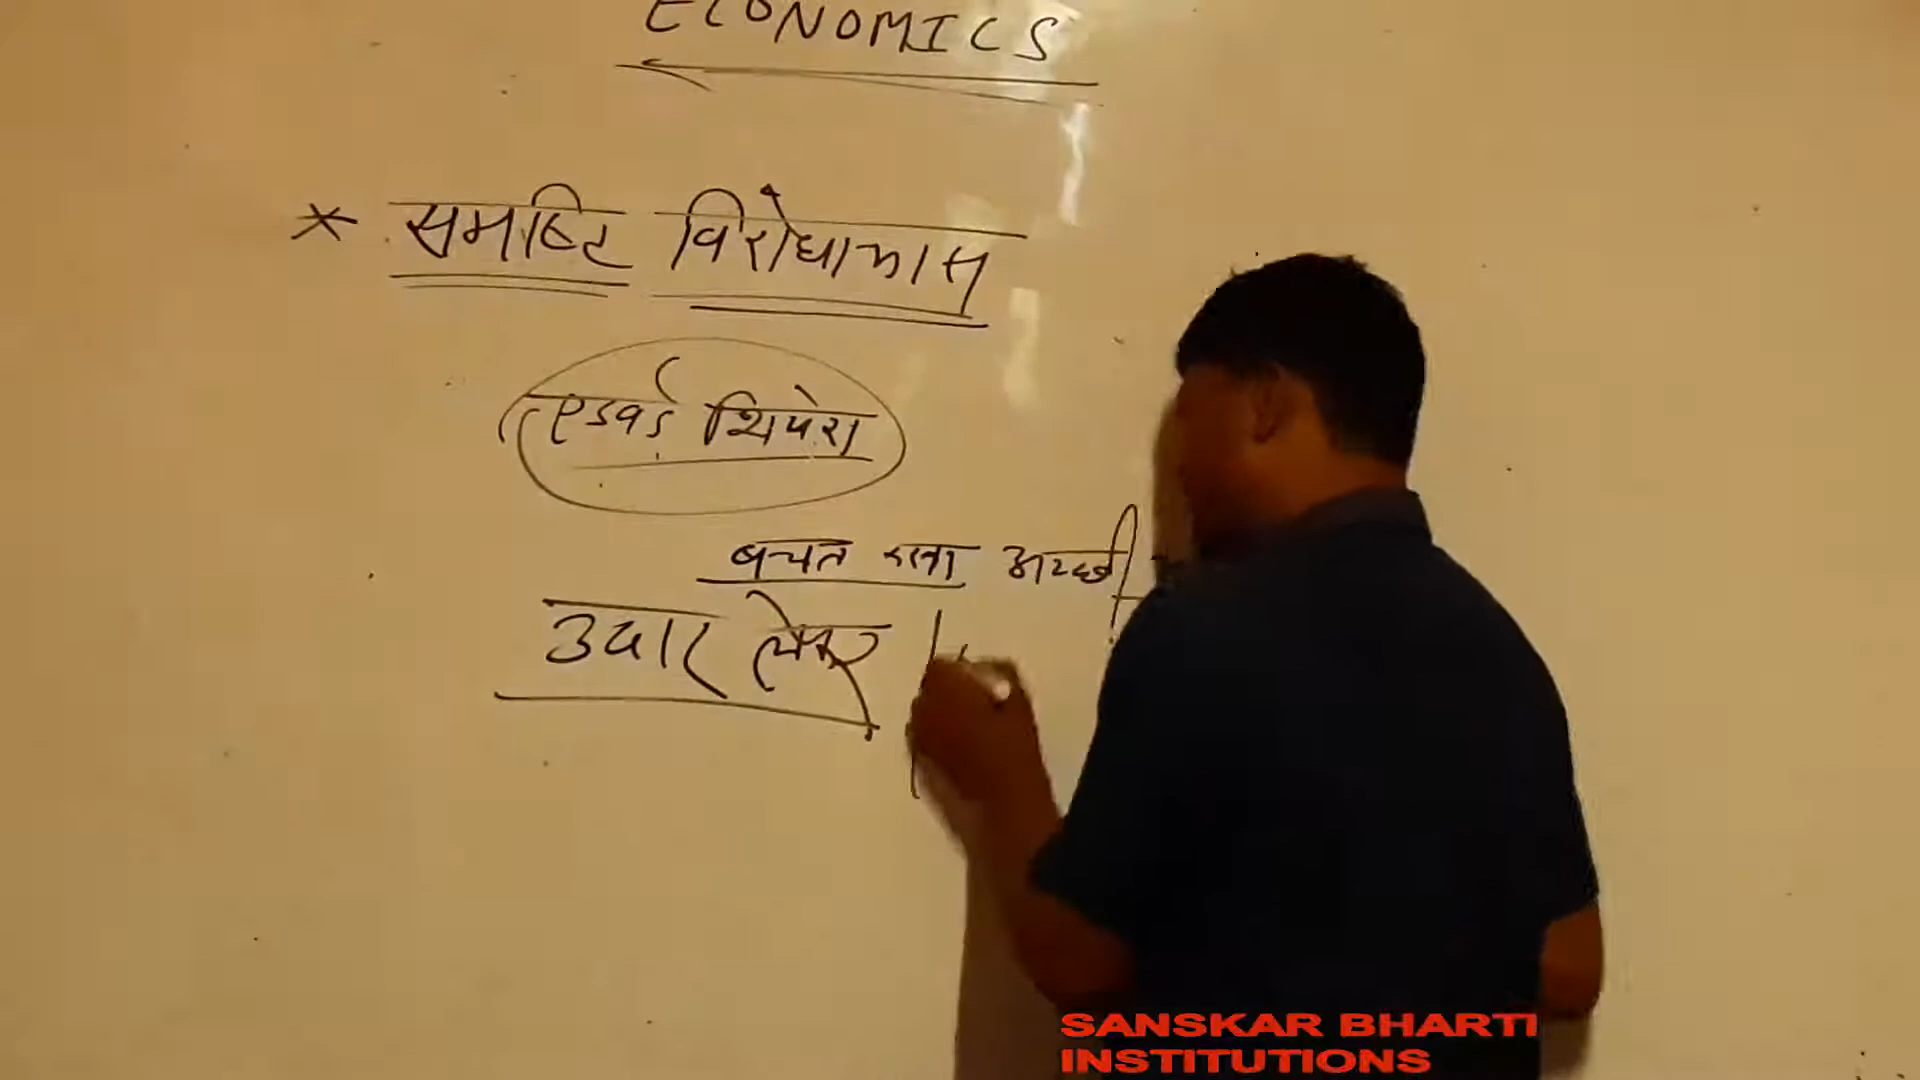 ECONOMICS
* समष्टि विरोधाभास
एडवर्ड शेपिरा
बचत करना अच्छी
उधार लेकर
SANSKAR BHARTI
INSTITUTIONS